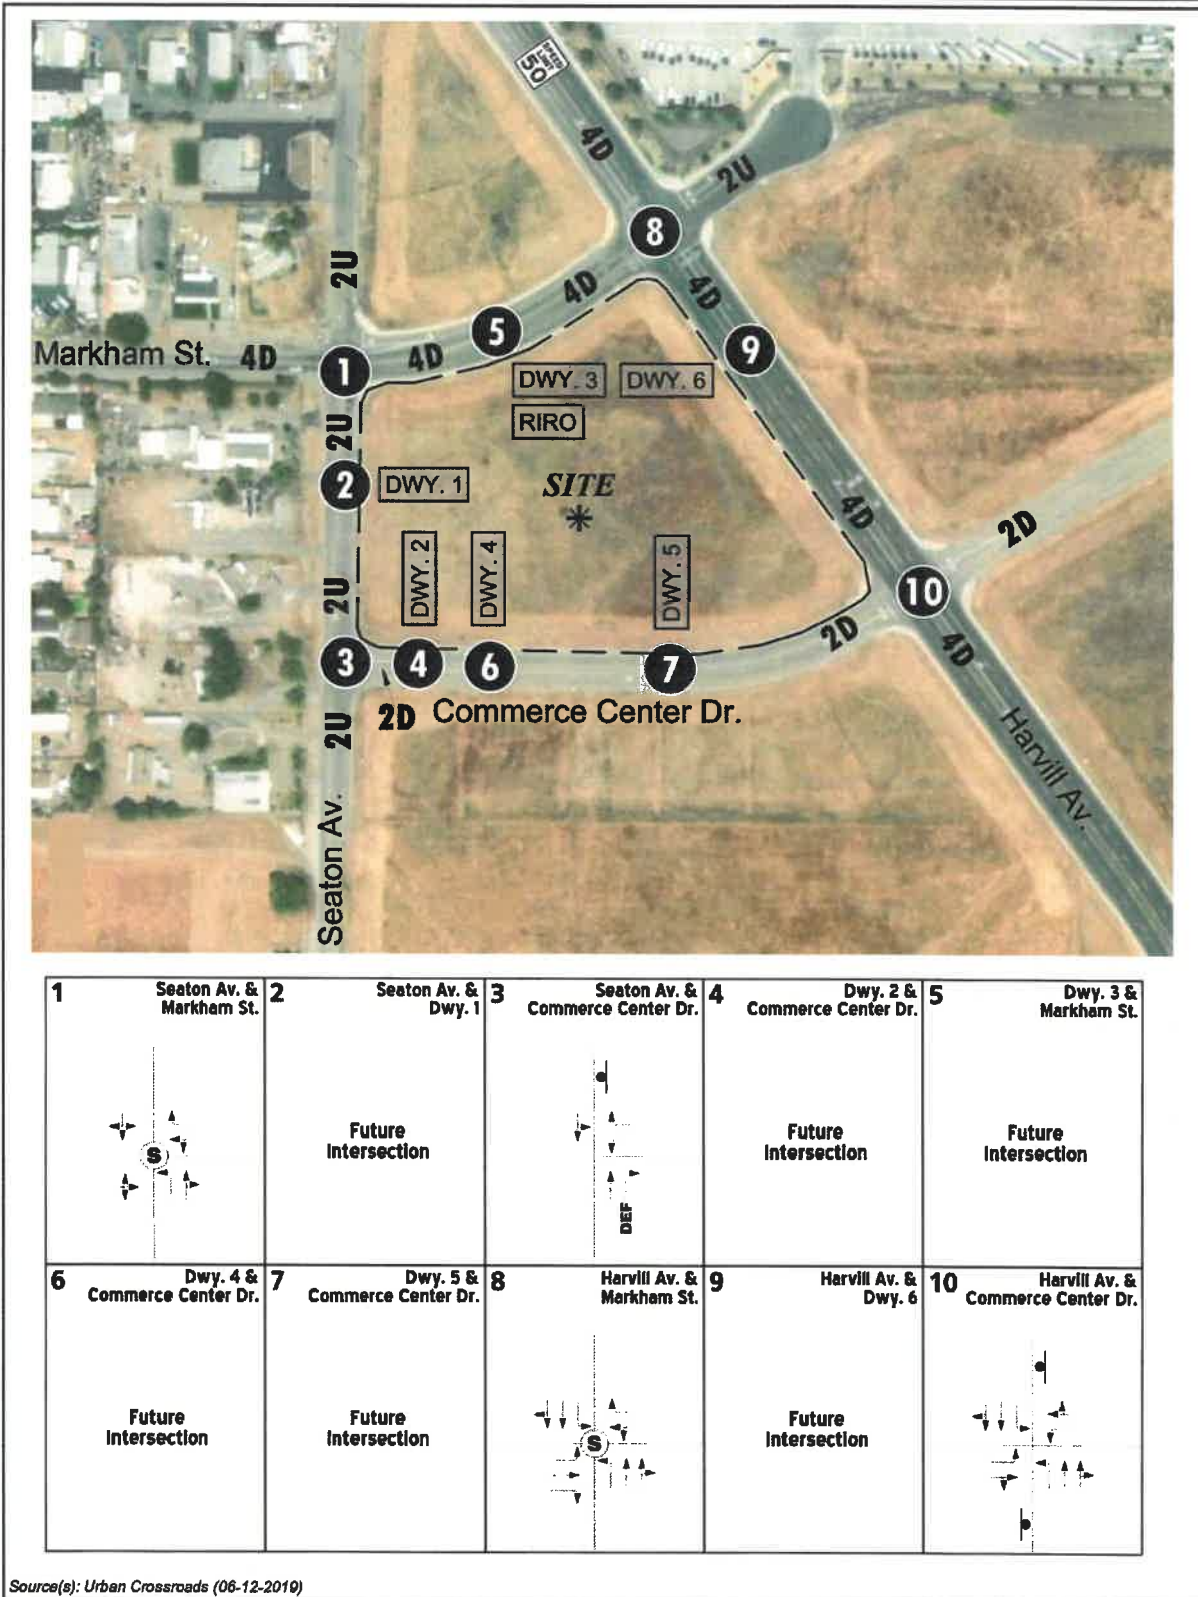 SPEED LIMIT 50
4D
2U
8
2U
4D
4D
5
9
Markham St.
4D
1
4D
DWY. 3
DWY. 6
RIRO
2U
2
DWY. 1
SITE
4D
2D
DWY. 2
DWY. 4
DWY. 5
2U
10
2D
3
4
6
7
4D
2U
2D
Commerce Center Dr.
Harvill Av.
Seaton Av.
1
Seaton Av. &
Markham St.
S
2
Seaton Av. &
Dwy. 1
Future
Intersection
3
Seaton Av. &
Commerce Center Dr.
DEF
4
Dwy. 2 &
Commerce Center Dr.
Future
Intersection
5
Dwy. 3 &
Markham St.
Future
Intersection
6
Dwy. 4 &
Commerce Center Dr.
Future
Intersection
7
Dwy. 5 &
Commerce Center Dr.
Future
Intersection
8
Harvill Av. &
Markham St.
S
9
Harvill Av. &
Dwy. 6
Future
Intersection
10
Harvill Av. &
Commerce Center Dr.
Source(s): Urban Crossroads (06-12-2019)